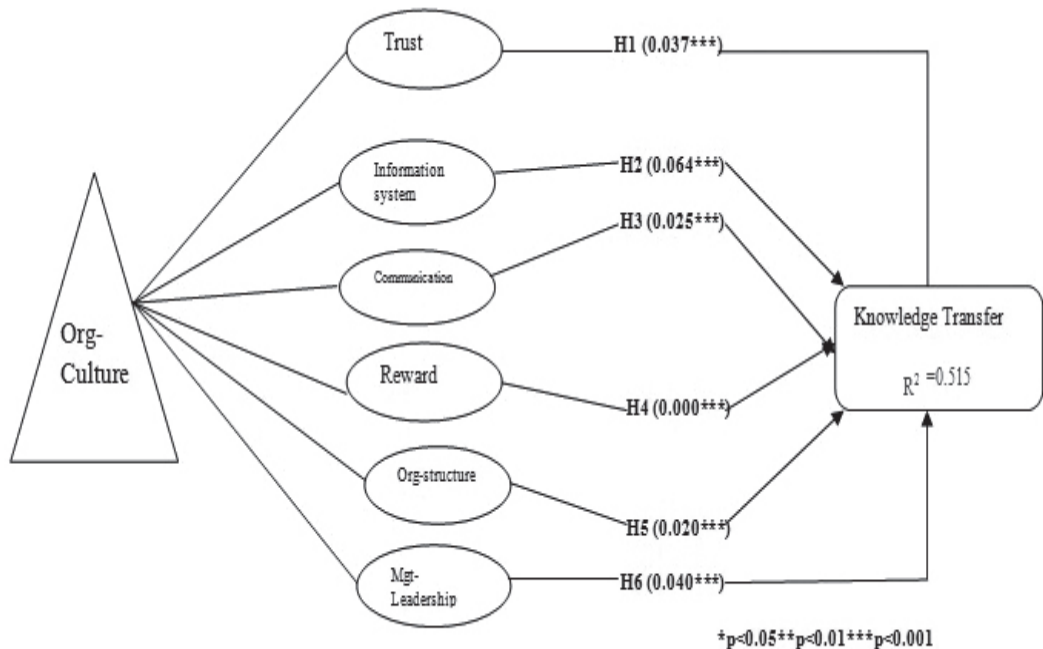 Trust
H1 (0.037***)
Information
system
H2 (0.064***)
H3 (0.025***)
Communication
Org-
Culture
Knowledge Transfer
R² =0.515
Reward
H4 (0.000***)
Org-structure
H5 (0.020***)
Mgt-
Leadership
H6 (0.040***)
*p<0.05**p<0.01***p<0.001